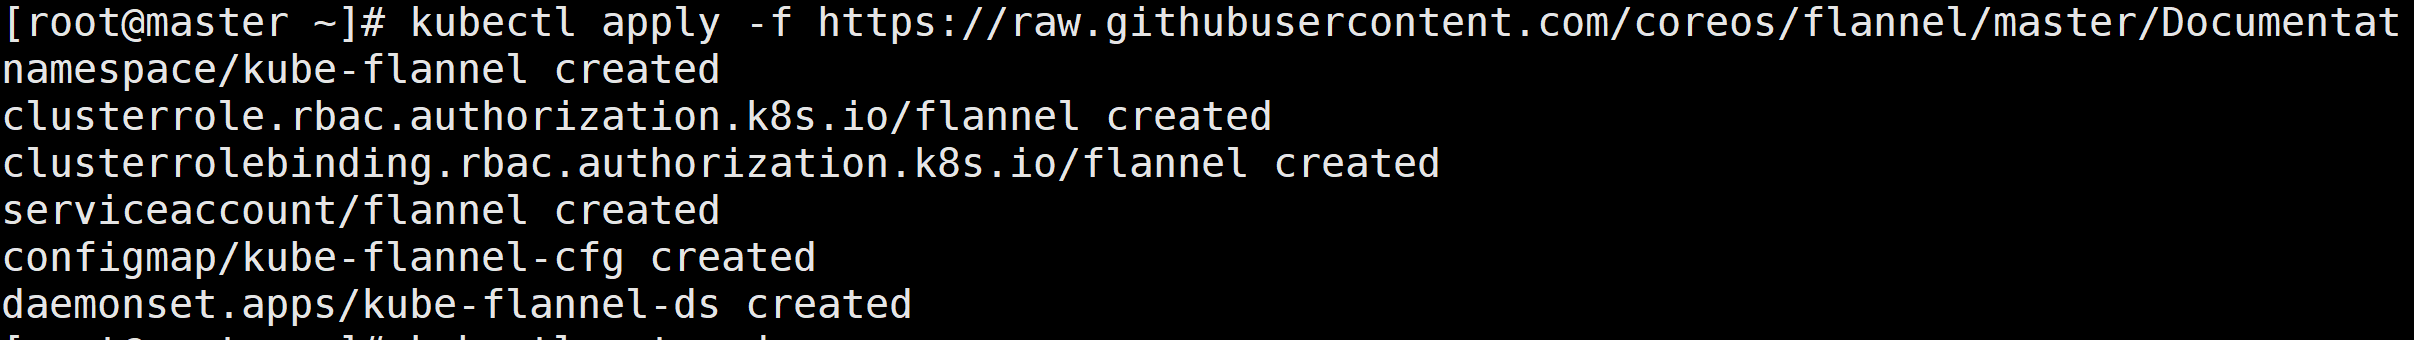 [root@master ~]# kubectl apply -f https://raw.githubusercontent.com/coreos/flannel/master/Documentat
namespace/kube-flannel created
clusterrole.rbac.authorization.k8s.io/flannel created
clusterrolebinding.rbac.authorization.k8s.io/flannel created
serviceaccount/flannel created
configmap/kube-flannel-cfg created
daemonset.apps/kube-flannel-ds created